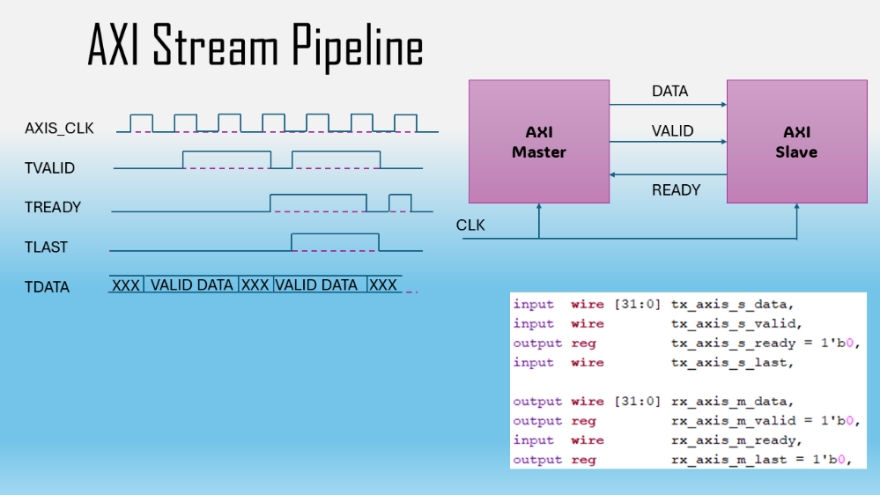 AXI Stream Pipeline
AXIS_CLK
TVALID
TREADY
TLAST
TDATA
XXX VALID DATA XXX VALID DATA XXX
AXI
Master
DATA
VALID
READY
AXI
Slave
CLK
input wire [31:0] tx_axis_s_data,
input wire tx_axis_s_valid,
output reg tx_axis_s_ready = 1'b0,
input wire tx_axis_s_last,
output wire [31:0] rx_axis_m_data,
output reg rx_axis_m_valid = 1'b0,
input wire rx_axis_m_ready,
output reg rx_axis_m_last = 1'b0,